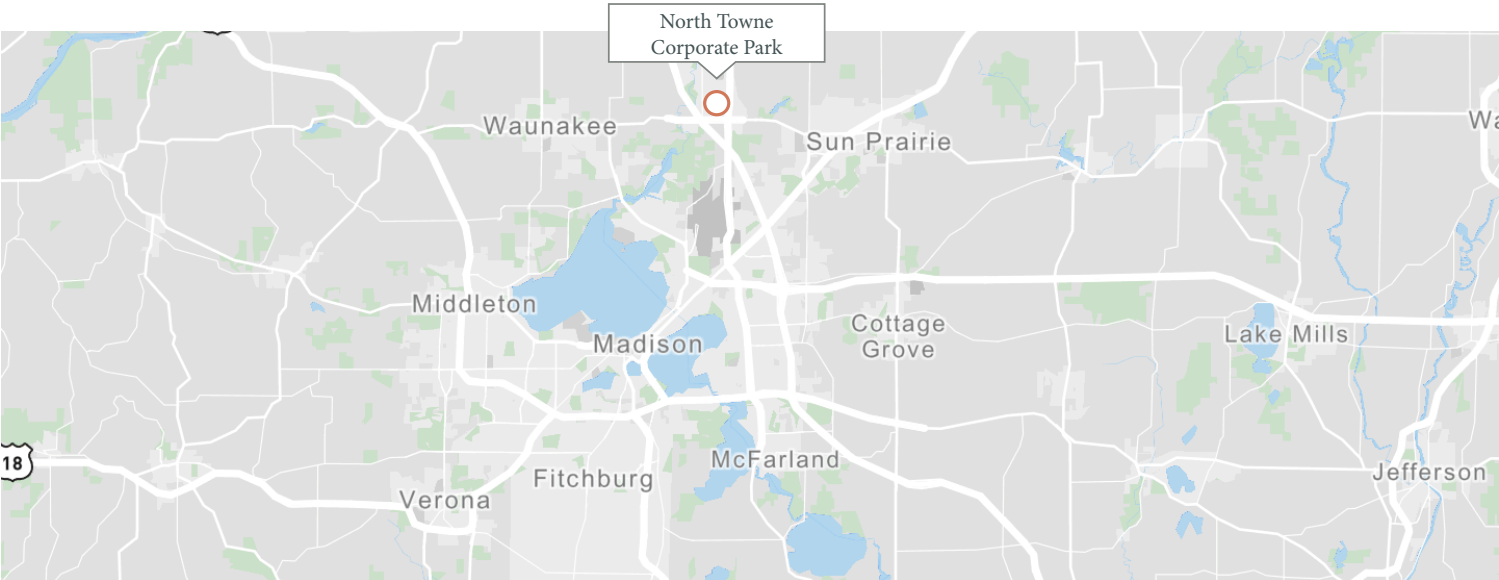 North Towne
Corporate Park
Waunakee
Sun Prairie
Middleton
Cottage
Grove
Lake Mills
Madison
18
McFarland
Jefferson
Fitchburg
Verona